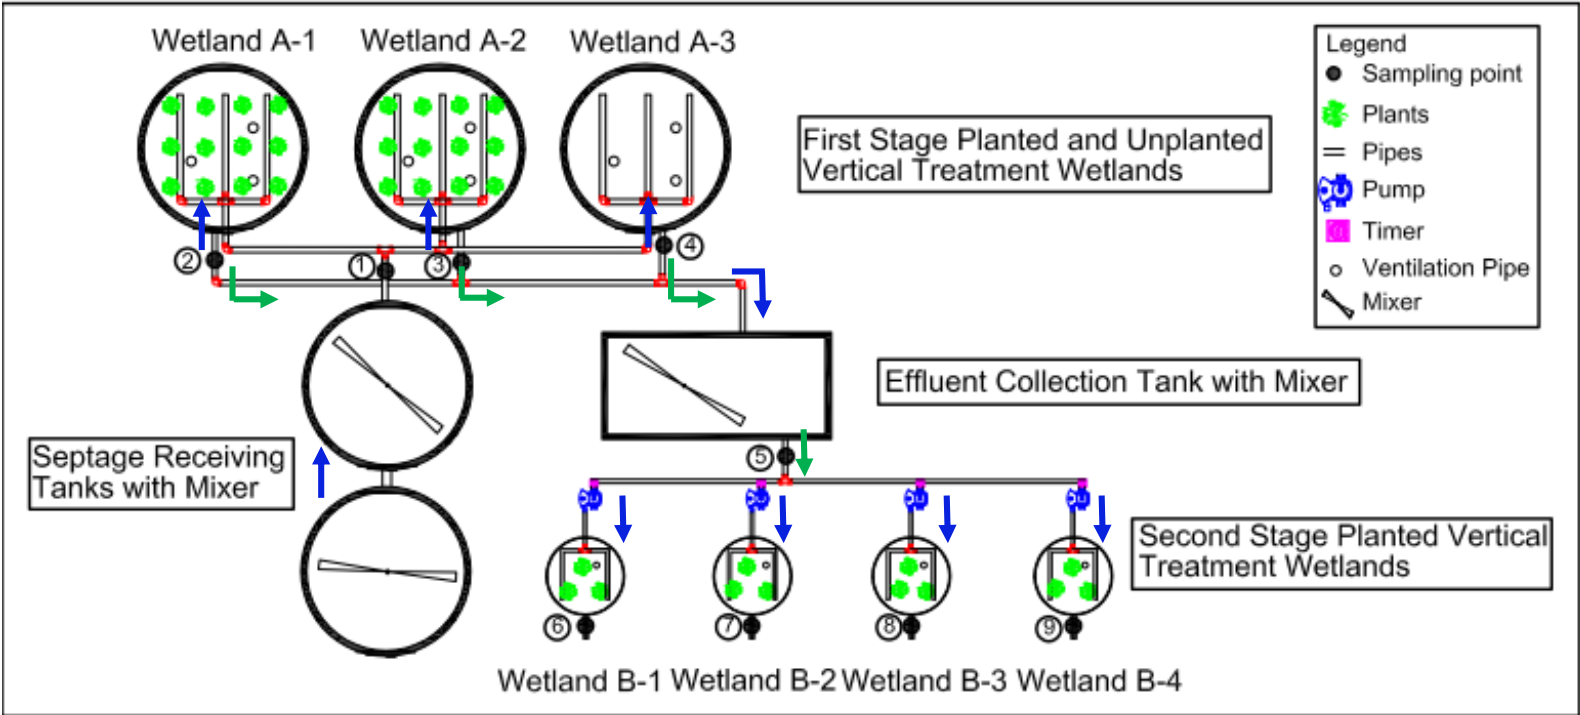 Wetland A-1
Wetland A-2
Wetland A-3
Legend
Sampling point
Plants
Pipes
Pump
Timer
Ventilation Pipe
Mixer
First Stage Planted and Unplanted
Vertical Treatment Wetlands
2
1
3
4
Effluent Collection Tank with Mixer
Septage Receiving
Tanks with Mixer
5
Second Stage Planted Vertical
Treatment Wetlands
6
7
8
9
Wetland B-1
Wetland B-2
Wetland B-3
Wetland B-4